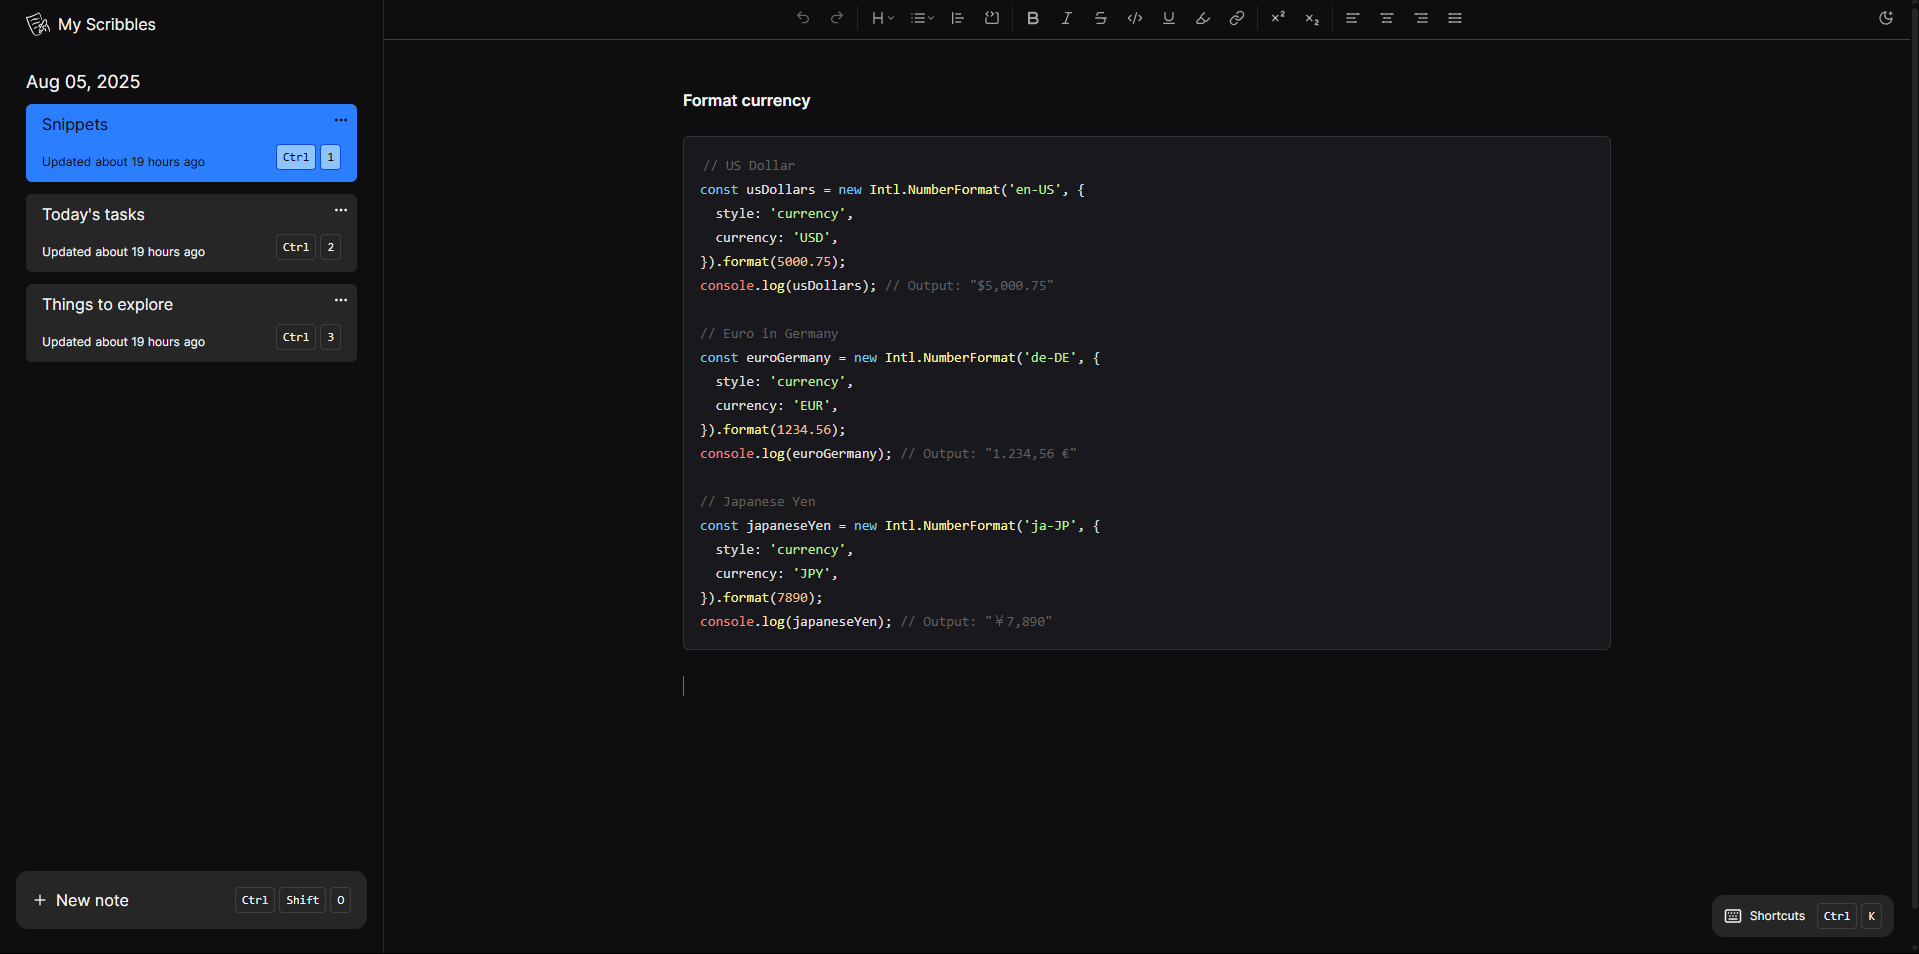 My Scribbles
Aug 05, 2025
Snippets
Updated about 19 hours ago Ctrl 1
Today's tasks
Updated about 19 hours ago Ctrl 2
Things to explore
Updated about 19 hours ago Ctrl 3
+ New note Ctrl Shift O
Format currency
// US Dollar
const usDollars = new Intl.NumberFormat('en-US', {
  style: 'currency',
  currency: 'USD',
}).format(5000.75);
console.log(usDollars); // Output: "$5,000.75"

// Euro in Germany
const euroGermany = new Intl.NumberFormat('de-DE', {
  style: 'currency',
  currency: 'EUR',
}).format(1234.56);
console.log(euroGermany); // Output: "1.234,56 €"

// Japanese Yen
const japaneseYen = new Intl.NumberFormat('ja-JP', {
  style: 'currency',
  currency: 'JPY',
}).format(7890);
console.log(japaneseYen); // Output: "¥7,890"
Shortcuts Ctrl K